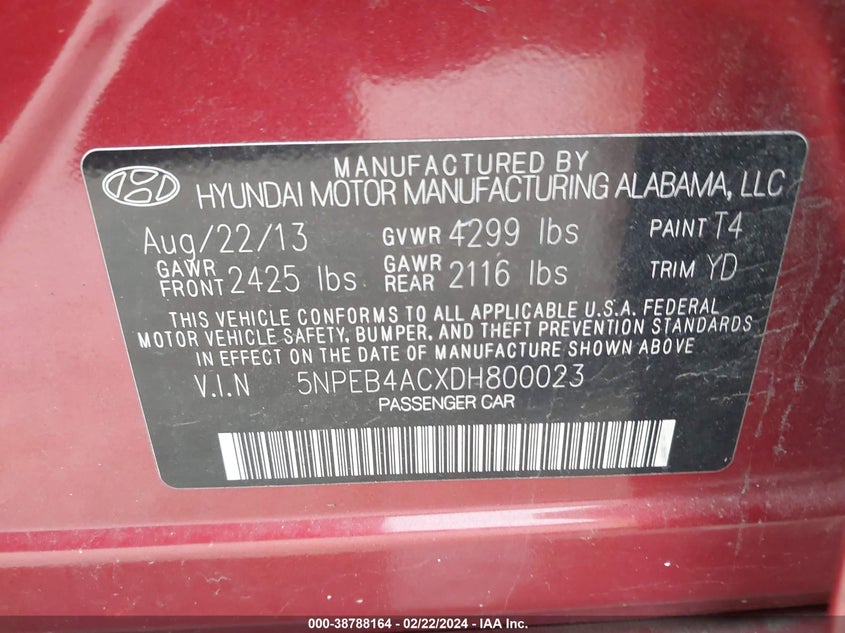 MANUFACTURED BY
HYUNDAI MOTOR MANUFACTURING ALABAMA, LLC
Aug/22/13 GVWR 4299 lbs PAINT T4
GAWR FRONT 2425 lbs GAWR REAR 2116 lbs TRIM YD
THIS VEHICLE CONFORMS TO ALL APPLICABLE U.S.A. FEDERAL
MOTOR VEHICLE SAFETY, BUMPER, AND THEFT PREVENTION STANDARDS
IN EFFECT ON THE DATE OF MANUFACTURE SHOWN ABOVE
V.I.N 5NPEB4ACXDH800023
PASSENGER CAR
000-38788164 - 02/22/2024 - IAA Inc.